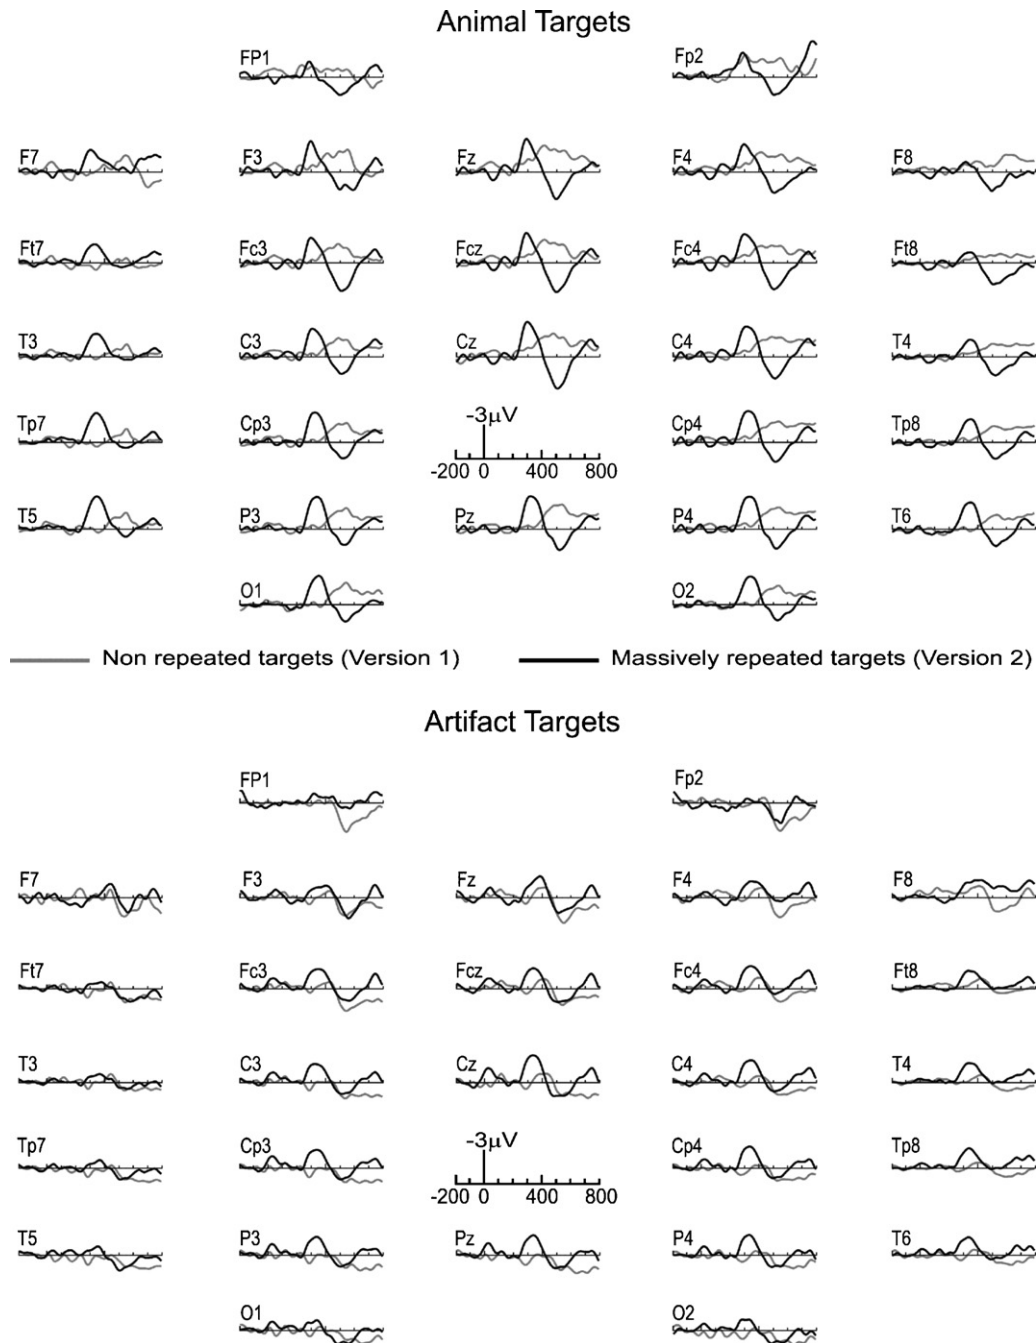 Animal Targets
FP1 Fp2
F7 F3 Fz F4 F8
Ft7 Fc3 Fcz Fc4 Ft8
T3 C3 Cz C4 T4
Tp7 Cp3 -3µV Cp4 Tp8
-200 0 400 800
T5 P3 Pz P4 T6
O1 O2
Non repeated targets (Version 1) Massively repeated targets (Version 2)
Artifact Targets
FP1 Fp2
F7 F3 Fz F4 F8
Ft7 Fc3 Fcz Fc4 Ft8
T3 C3 Cz C4 T4
Tp7 Cp3 -3µV Cp4 Tp8
-200 0 400 800
T5 P3 Pz P4 T6
O1 O2